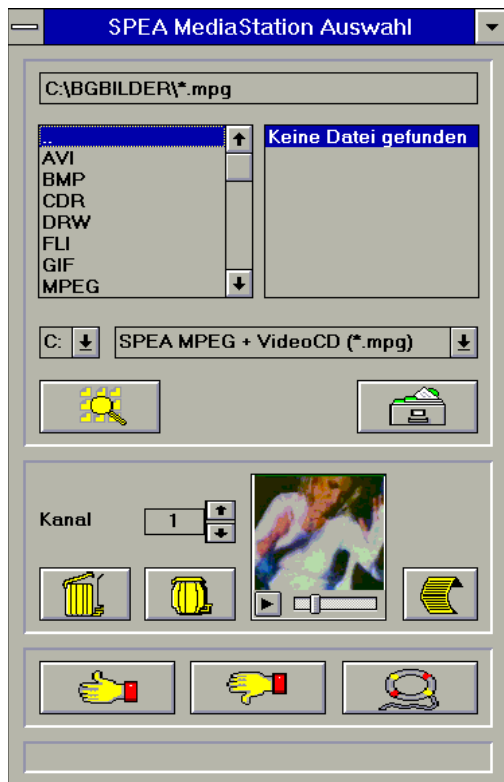 SPEA MediaStation Auswahl
C:\BGBILDER\*.mpg
..
AVI
BMP
CDR
DRW
FLI
GIF
MPEG
Keine Datei gefunden
C:
SPEA MPEG + VideoCD (*.mpg)
Kanal
1